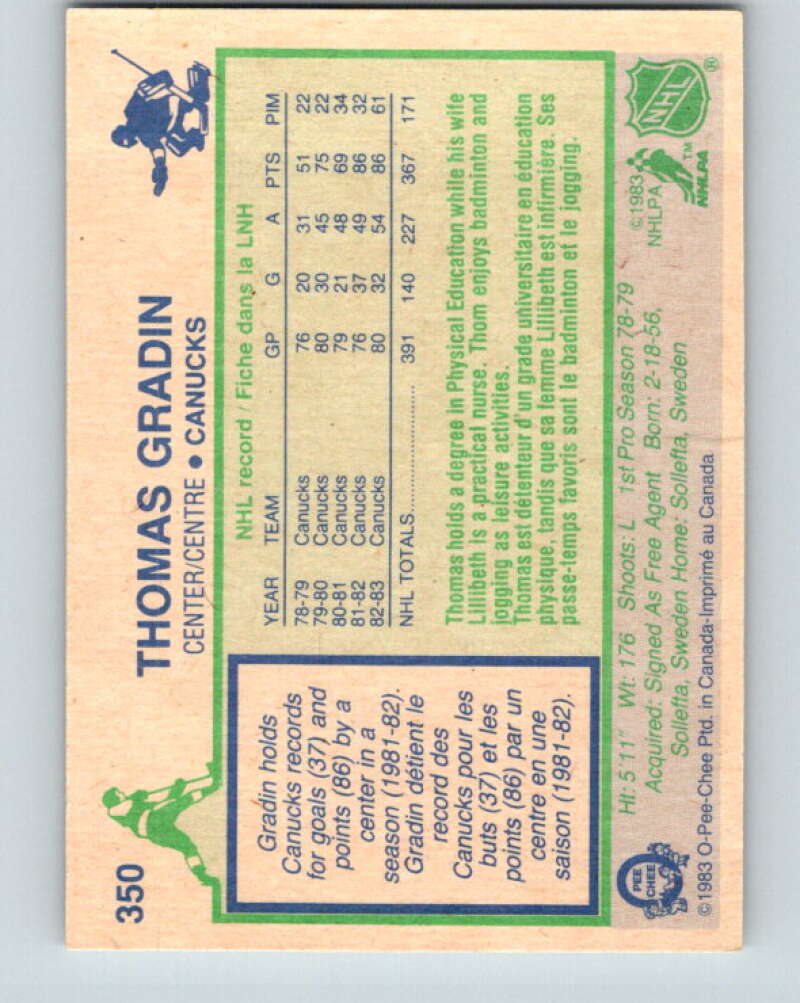 350
THOMAS GRADIN
CENTER/CENTRE • CANUCKS
Gradin holds
Canucks records
for goals (37) and
points (86) by a
center in a
season (1981-82).
Gradin détient le
record des
Canucks pour les
buts (37) et les
points (86) par un
centre en une
saison (1981-82).
NHL record / Fiche dans la LNH
YEAR TEAM GP G A PTS PIM
78-79 Canucks 76 20 31 51 22
79-80 Canucks 80 30 45 75 22
80-81 Canucks 79 21 48 69 34
81-82 Canucks 76 37 49 86 32
82-83 Canucks 80 32 54 86 61
NHL TOTALS.................... 391 140 227 367 171
Thomas holds a degree in Physical Education while his wife
Lillibeth is a practical nurse. Thom enjoys badminton and
jogging as leisure activities.
Thomas est détenteur d'un grade universitaire en éducation
physique, tandis que sa femme Lillibeth est infirmière. Ses
passe-temps favoris sont le badminton et le jogging.
PEE
CHEE
Ht: 5'11" Wt: 176 Shoots: L 1st Pro Season 78-79
Acquired: Signed As Free Agent Born: 2-18-56,
Solleftа, Sweden Home: Solleftа, Sweden
©1983 O-Pee-Chee Ptd. in Canada-Imprimé au Canada
©1983
NHLPA
NHLPA
TM
NHL
®